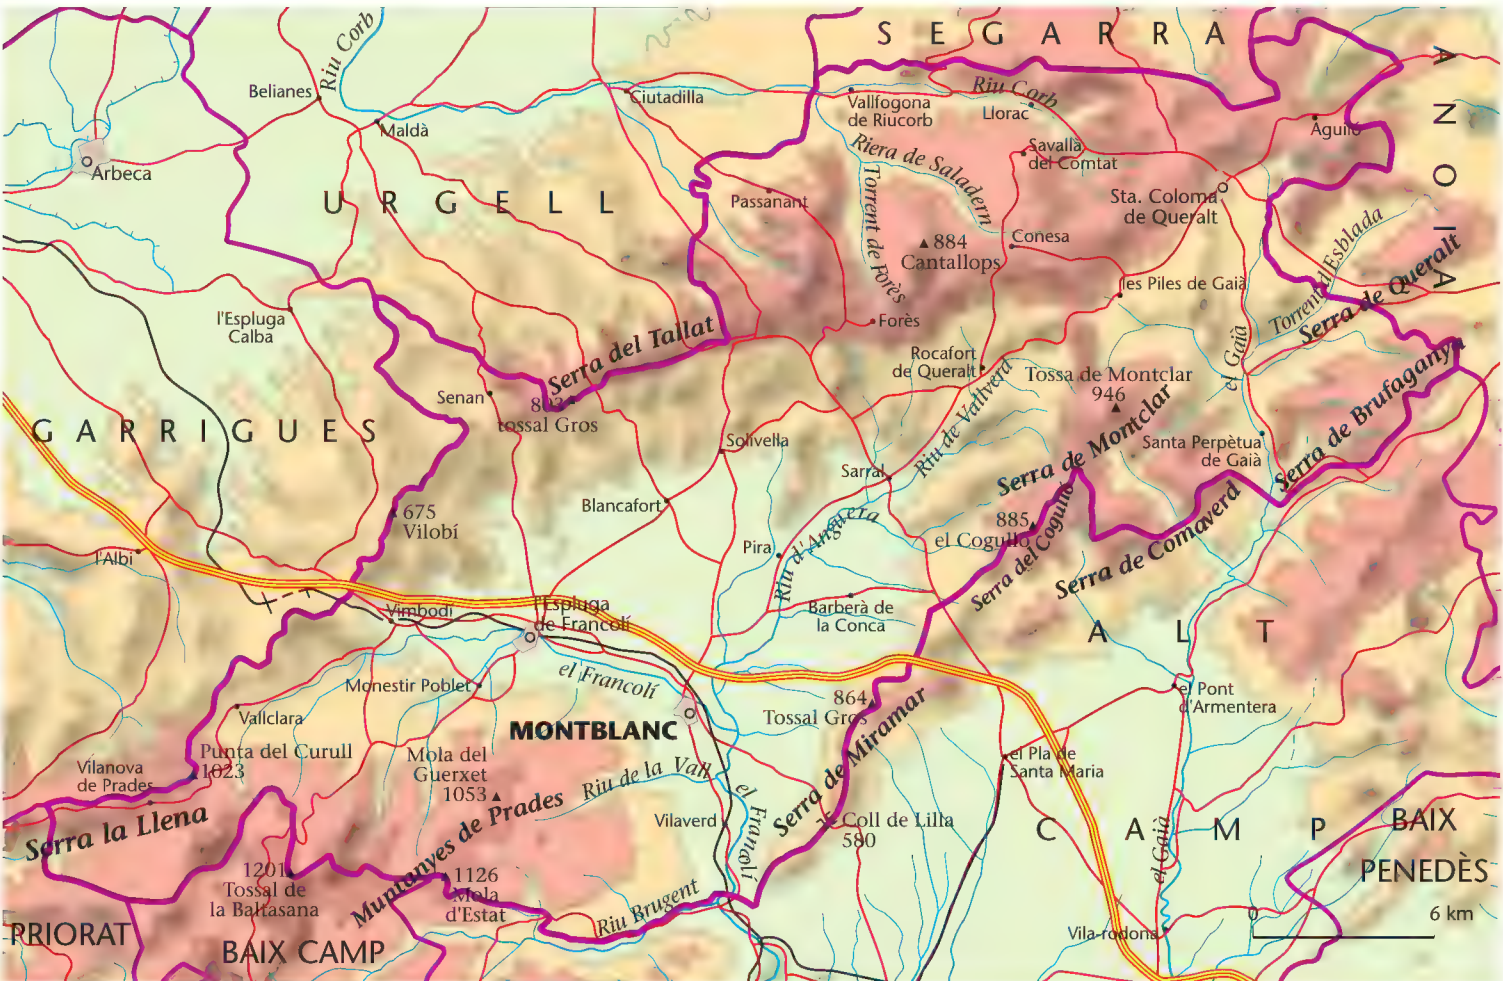 SEGARRA
ANOIA
Riu Corb
Belianes
Maldà
Ciutadilla
Vallfogona
de Riucorb
Riu Corb
Llorac
Aguiló
Arbeca
Riera de Saladern
Savallà
del Comtat
Torrent de Forès
URGELL
Passanant
Sta. Coloma
de Queralt
884
Cantallops
Conesa
Torrent d'Esblada
Serra de Queralt
les Piles de Gaià
l'Espluga
Calba
Forès
Serra del Tallat
el Gaià
Rocafort
de Queralt
Tossa de Montclar
946
Serra de Brufaganya
Senan
803
tossal Gros
Riu de Vallverd
GARRIGUES
Solivella
Serra de Montclar
Santa Perpètua
de Gaià
Sarral
675
Vilobí
Blancafort
Riu d'Anguera
885
el Cogulló
Serra del Cogulló
Serra de Comaverd
Pira
l'Albi
Vimbodí
l'Espluga
de Francolí
Barberà de
la Conca
ALT
el Francolí
Monestir Poblet
864
Tossal Gros
el Pont
d'Armentera
Vallclara
MONTBLANC
Serra de Miramar
Punta del Curull
1023
Mola del
Guerxet
1053
Vilanova
de Prades
el Pla de
Santa Maria
Riu de la Vall
Serra la Llena
Muntanyes de Prades
Vilaverd
el Francolí
Coll de Lilla
580
CAMP
BAIX
PENEDÈS
el Gaià
1201
Tossal de
la Baltasana
1126
Mola
d'Estat
Riu Brugent
PRIORAT
BAIX CAMP
Vila-rodona
0
6 km